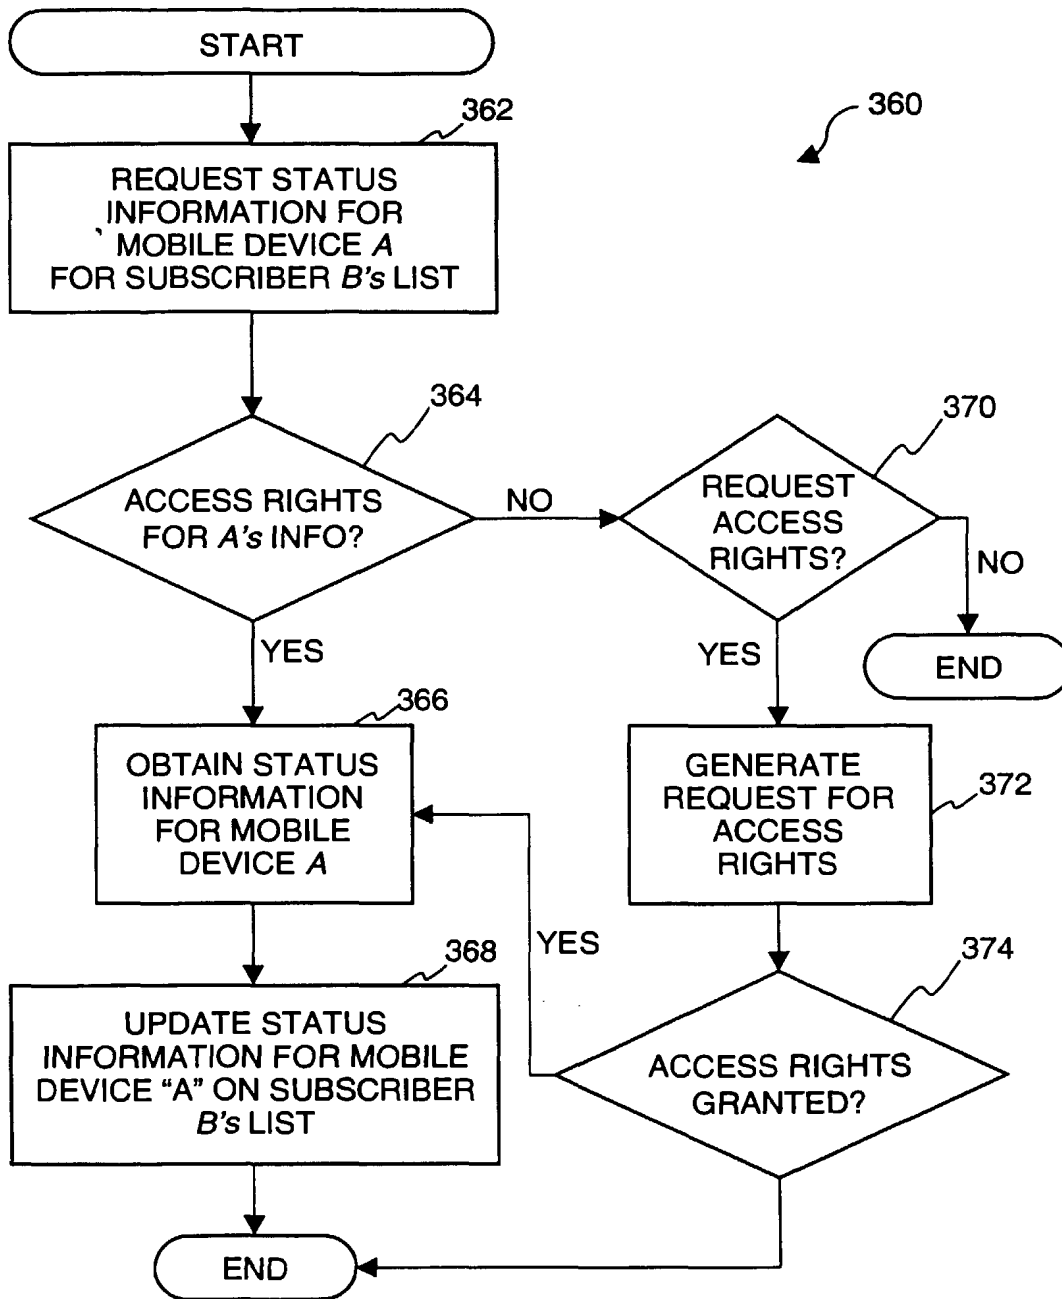 START
362
360
REQUEST STATUS
INFORMATION FOR
MOBILE DEVICE A
FOR SUBSCRIBER B's LIST
364
ACCESS RIGHTS
FOR A's INFO?
NO
370
REQUEST
ACCESS
RIGHTS?
NO
END
YES
YES
366
OBTAIN STATUS
INFORMATION
FOR MOBILE
DEVICE A
GENERATE
REQUEST FOR
ACCESS
RIGHTS
372
YES
368
UPDATE STATUS
INFORMATION FOR MOBILE
DEVICE “A” ON SUBSCRIBER
B's LIST
374
ACCESS RIGHTS
GRANTED?
END